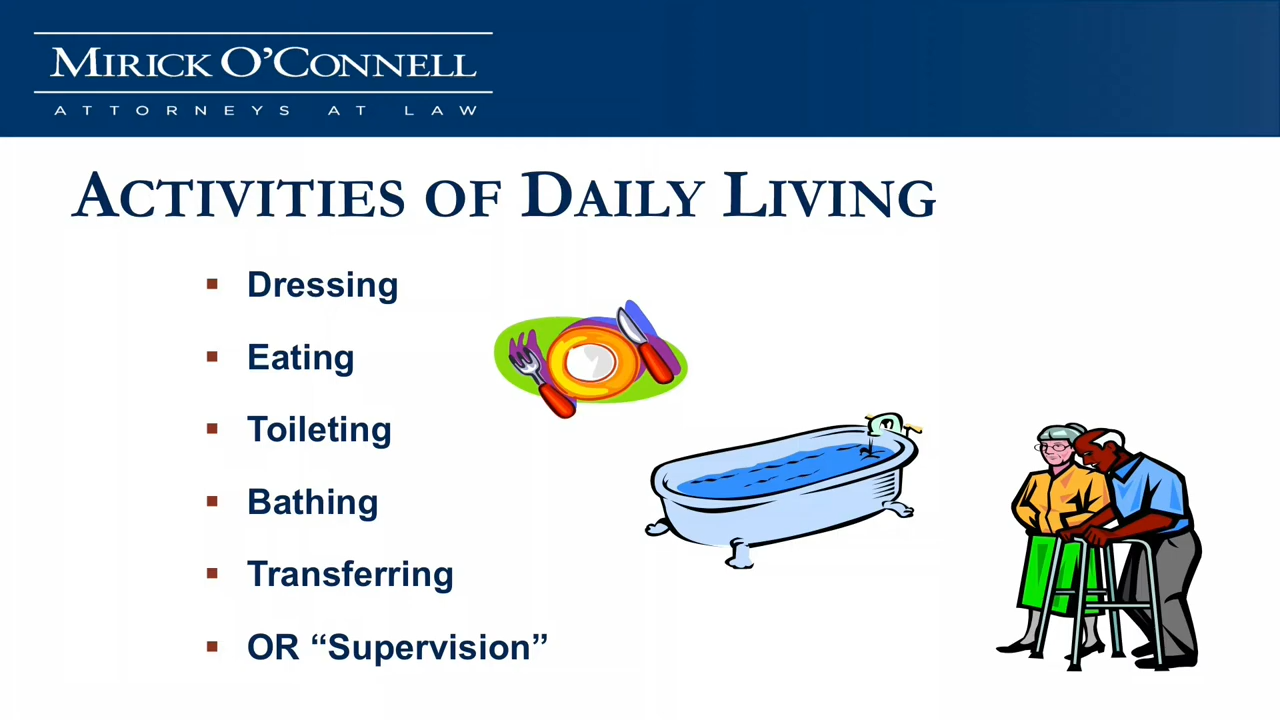 MIRICK O'CONNELL
ATTORNEYS AT LAW
ACTIVITIES OF DAILY LIVING
▪ Dressing
▪ Eating
▪ Toileting
▪ Bathing
▪ Transferring
▪ OR “Supervision”